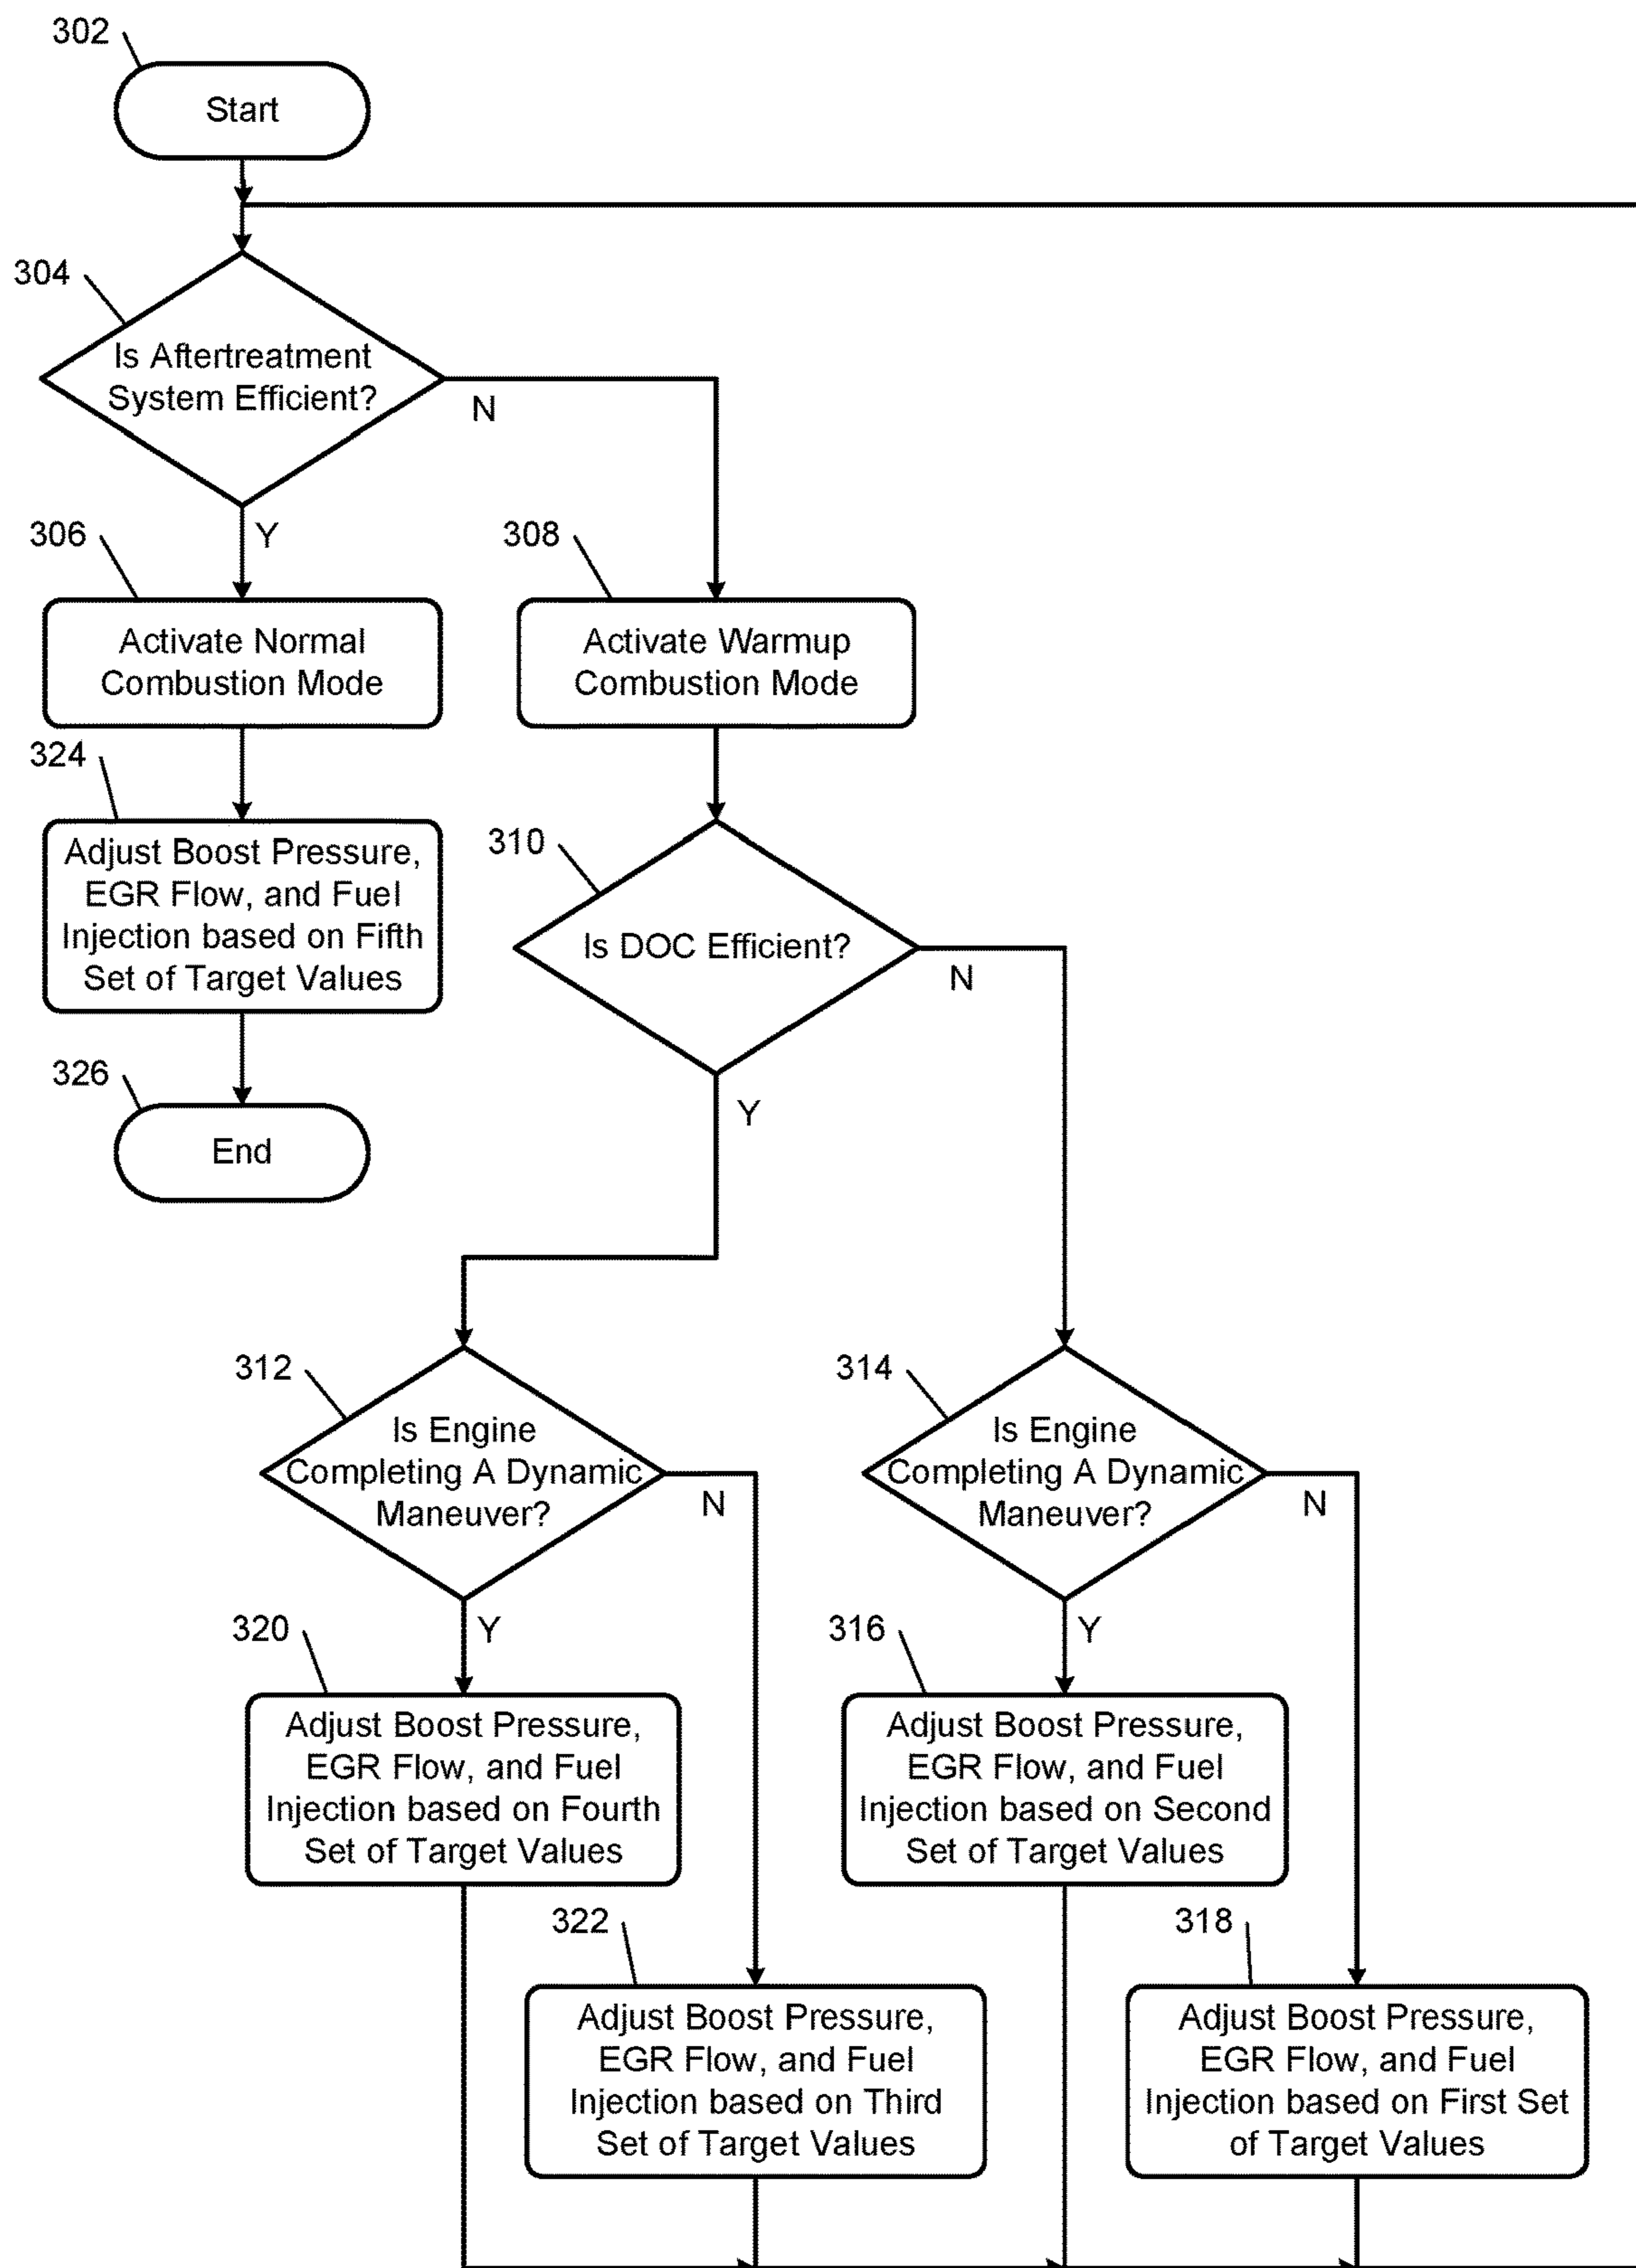 302
Start
304
Is Aftertreatment
System Efficient?
N
Y
306
Activate Normal
Combustion Mode
308
Activate Warmup
Combustion Mode
324
Adjust Boost Pressure,
EGR Flow, and Fuel
Injection based on Fifth
Set of Target Values
310
Is DOC Efficient?
N
Y
326
End
312
Is Engine
Completing A Dynamic
Maneuver?
N
Y
314
Is Engine
Completing A Dynamic
Maneuver?
N
Y
320
Adjust Boost Pressure,
EGR Flow, and Fuel
Injection based on Fourth
Set of Target Values
316
Adjust Boost Pressure,
EGR Flow, and Fuel
Injection based on Second
Set of Target Values
322
Adjust Boost Pressure,
EGR Flow, and Fuel
Injection based on Third
Set of Target Values
318
Adjust Boost Pressure,
EGR Flow, and Fuel
Injection based on First Set
of Target Values